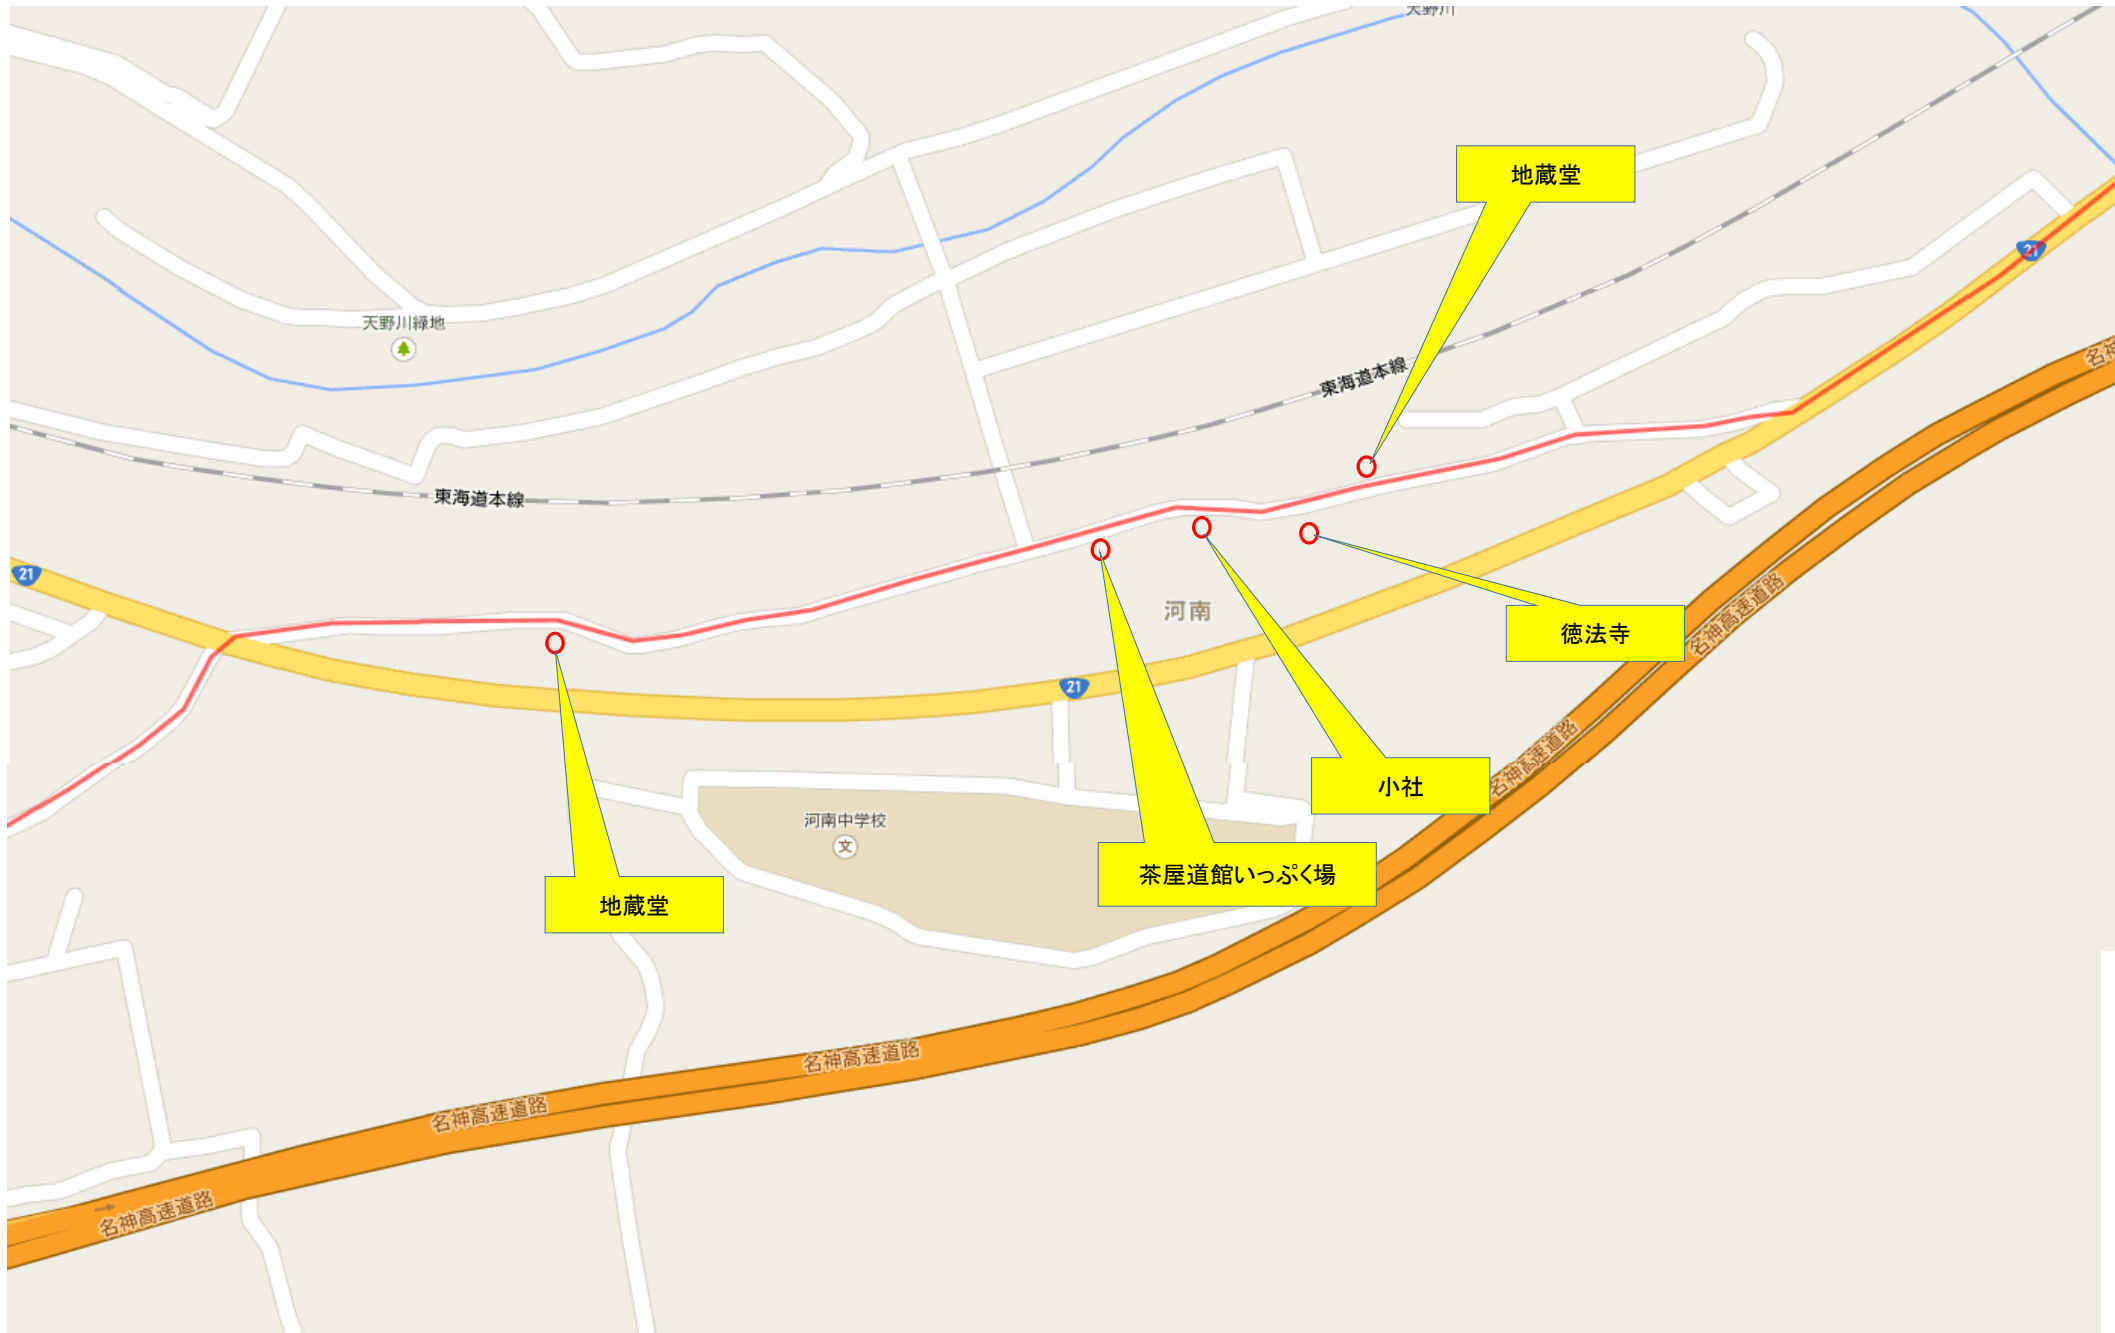 天野川
地蔵堂
21
天野川緑地
名神
東海道本線
東海道本線
21
河南
徳法寺
名神高速道路
21
名神高速道路
小社
河南中学校
文
茶屋道館いっぷく場
地蔵堂
名神高速道路
名神高速道路
名神高速道路